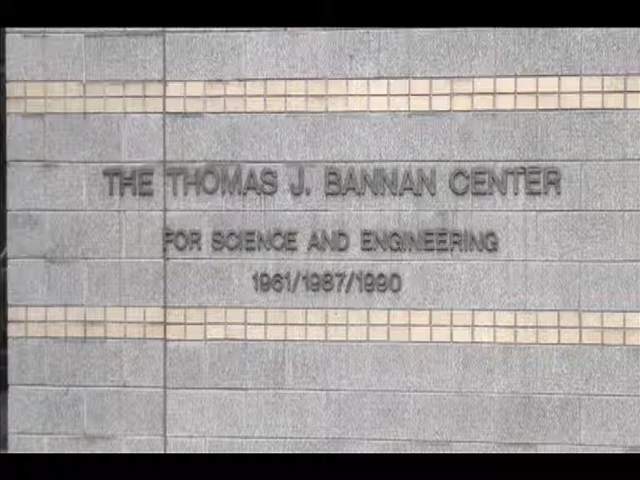 THE THOMAS J. BANNAN CENTER
FOR SCIENCE AND ENGINEERING
1961/1987/1990